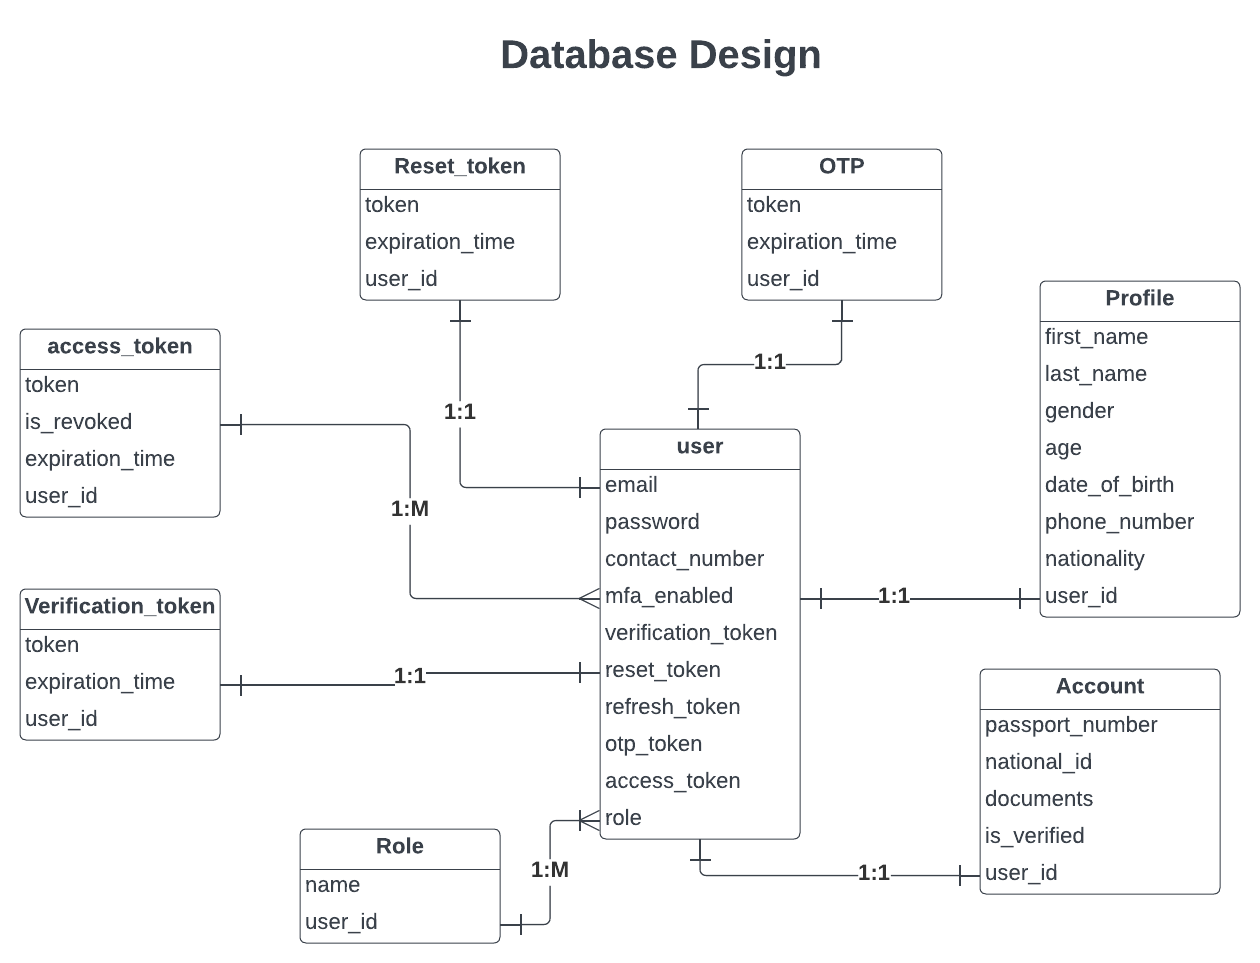 Database Design
Reset_token
token
expiration_time
user_id
OTP
token
expiration_time
user_id
Profile
first_name
last_name
gender
age
date_of_birth
phone_number
nationality
user_id
access_token
token
is_revoked
expiration_time
user_id
1:1
1:1
1:M
user
email
password
contact_number
mfa_enabled
verification_token
reset_token
refresh_token
otp_token
access_token
role
1:1
Verification_token
token
expiration_time
user_id
1:1
Account
passport_number
national_id
documents
is_verified
user_id
Role
name
user_id
1:M
1:1